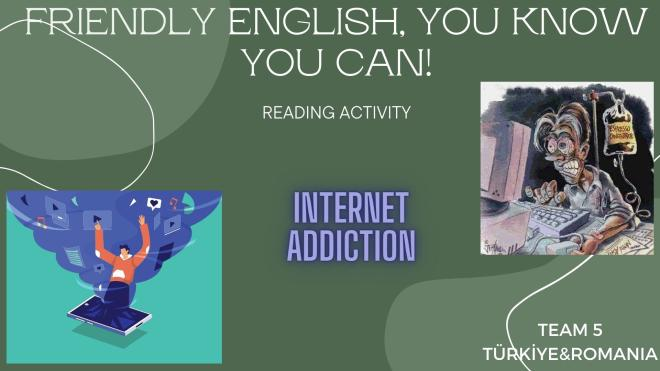 FRIENDLY ENGLISH, YOU KNOW
YOU CAN!
READING ACTIVITY
INTERNET
ADDICTION
TEAM 5
TÜRKİYE&ROMANIA